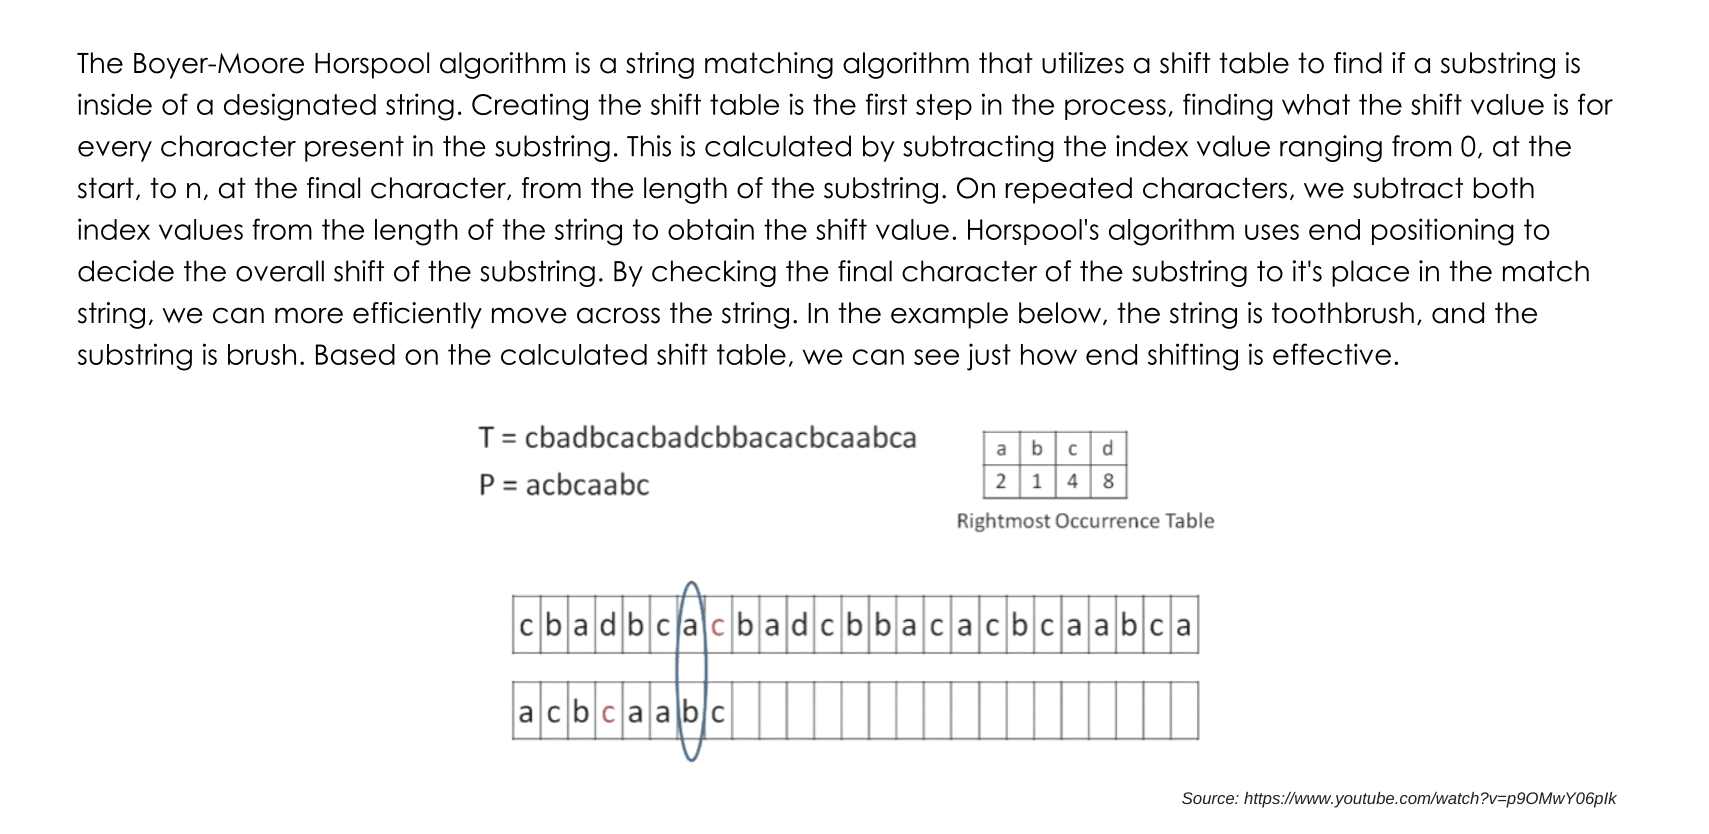 The Boyer-Moore Horspool algorithm is a string matching algorithm that utilizes a shift table to find if a substring is
inside of a designated string. Creating the shift table is the first step in the process, finding what the shift value is for
every character present in the substring. This is calculated by subtracting the index value ranging from 0, at the
start, to n, at the final character, from the length of the substring. On repeated characters, we subtract both
index values from the length of the string to obtain the shift value. Horspool's algorithm uses end positioning to
decide the overall shift of the substring. By checking the final character of the substring to it's place in the match
string, we can more efficiently move across the string. In the example below, the string is toothbrush, and the
substring is brush. Based on the calculated shift table, we can see just how end shifting is effective.
T = cbadbcacbadcbbacacbcaabca
P = acbcaabc
a b c d
2 1 4 8
Rightmost Occurrence Table
c b a d b c a c b a d c b b a c a c b c a a b c a
a c b c a a b c
Source: https://www.youtube.com/watch?v=p9OMwY06pIk